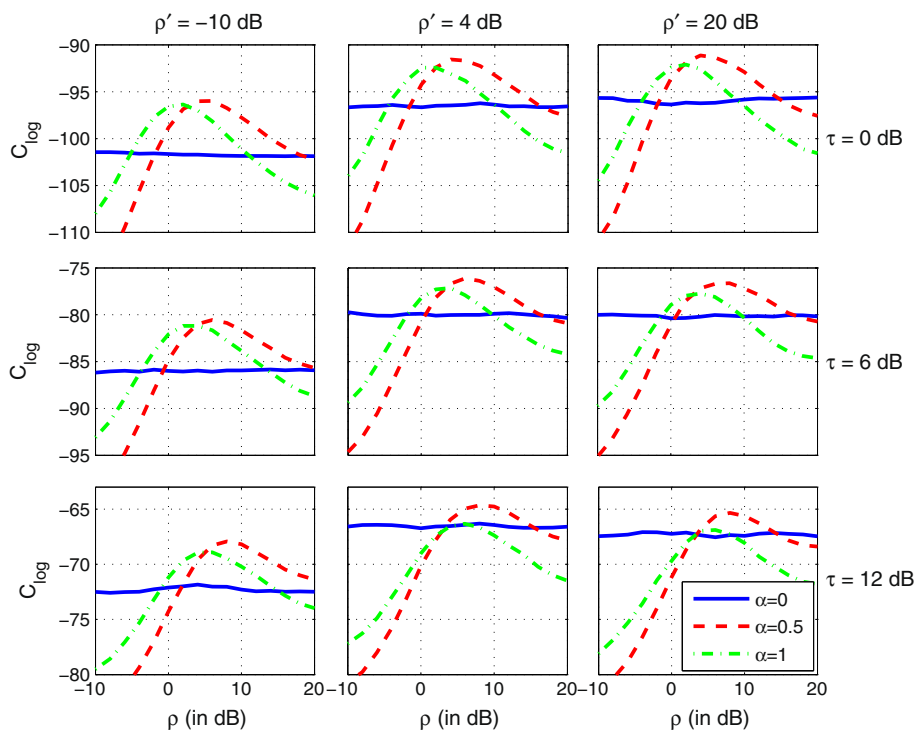 ρ′ = −10 dB
ρ′ = 4 dB
ρ′ = 20 dB
−90
−95
−100
−105
−110
C_log
τ = 0 dB
−75
−80
−85
−90
−95
C_log
τ = 6 dB
−65
−70
−75
−80
C_log
τ = 12 dB
α=0
α=0.5
α=1
−10 0 10 20
−10 0 10 20
−10 0 10 20
ρ (in dB)
ρ (in dB)
ρ (in dB)